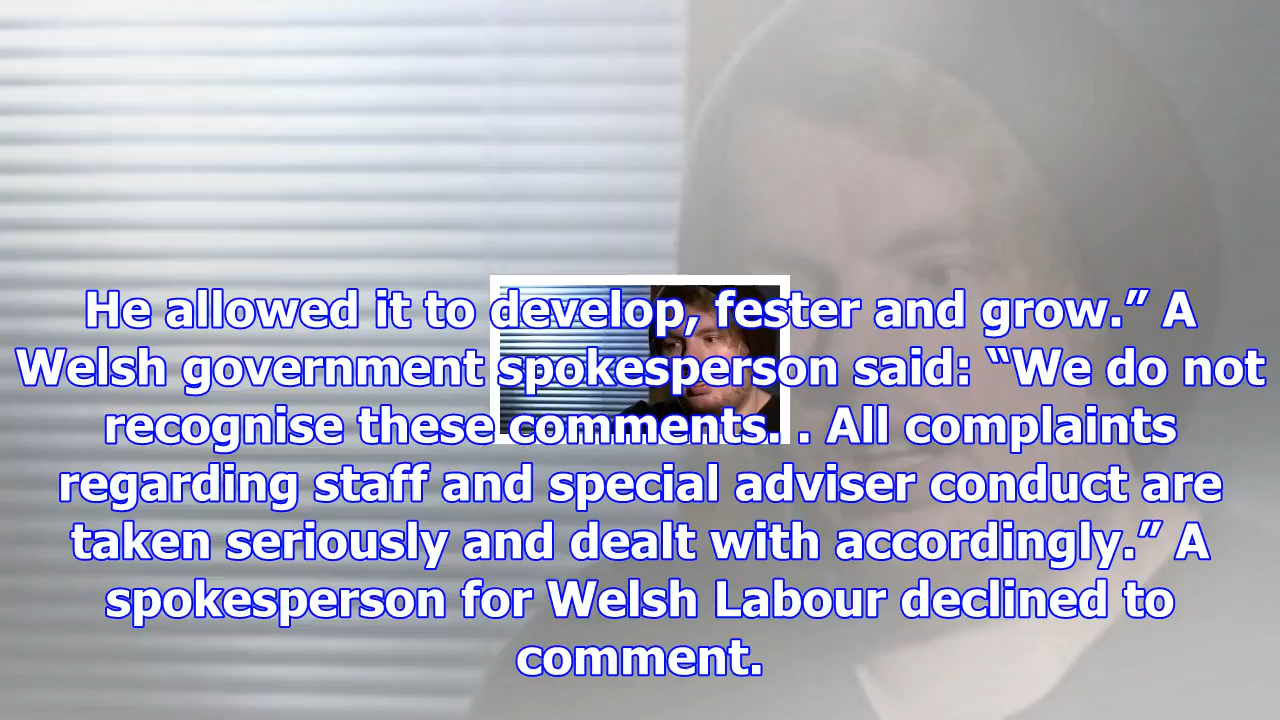 He allowed it to develop, fester and grow.” A
Welsh government spokesperson said: “We do not
recognise these comments. . All complaints
regarding staff and special adviser conduct are
taken seriously and dealt with accordingly.” A
spokesperson for Welsh Labour declined to
comment.